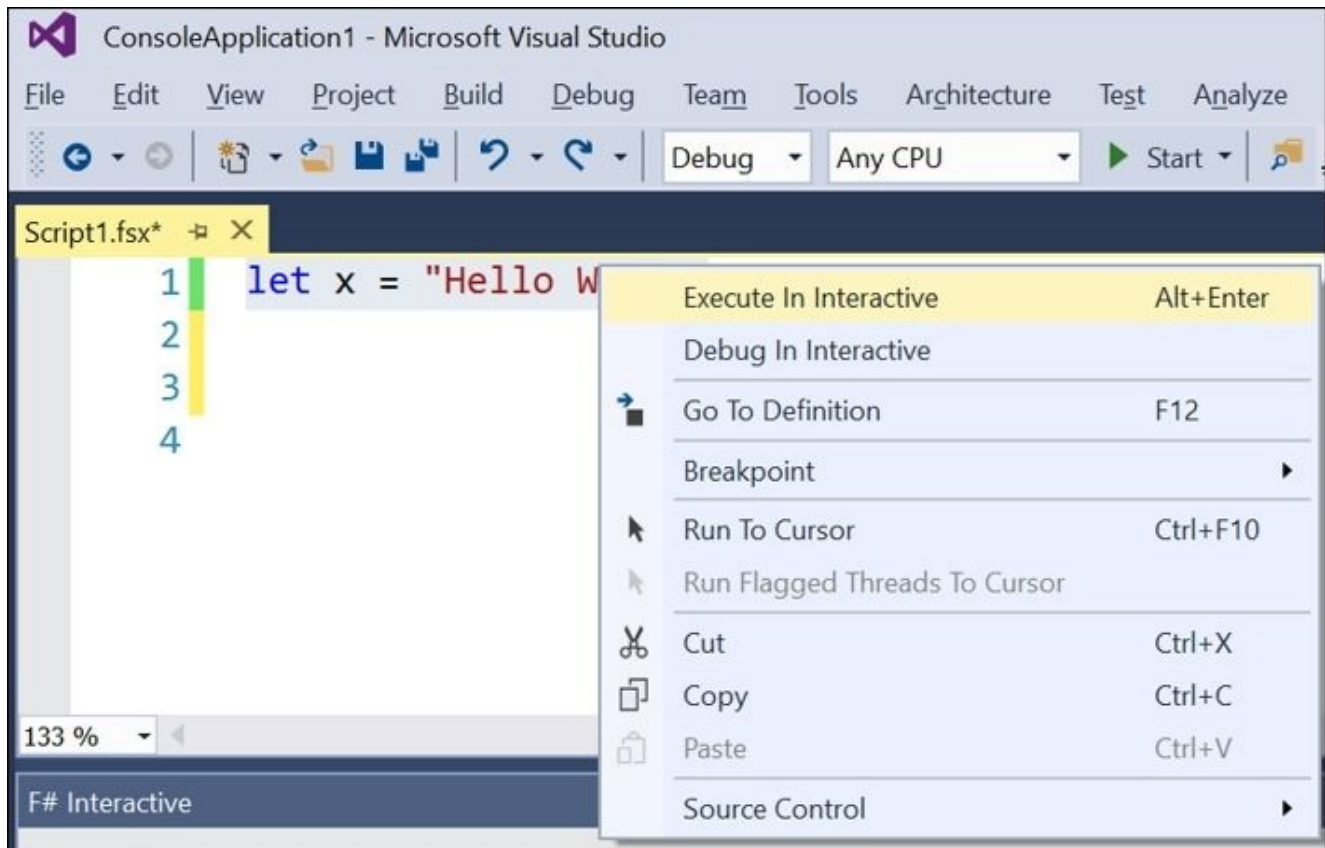 ConsoleApplication1 - Microsoft Visual Studio
File Edit View Project Build Debug Team Tools Architecture Test Analyze
Debug Any CPU Start
Script1.fsx*
1 let x = "Hello W
2
3
4
Execute In Interactive Alt+Enter
Debug In Interactive
Go To Definition F12
Breakpoint
Run To Cursor Ctrl+F10
Run Flagged Threads To Cursor
Cut Ctrl+X
Copy Ctrl+C
Paste Ctrl+V
Source Control
133 %
F# Interactive